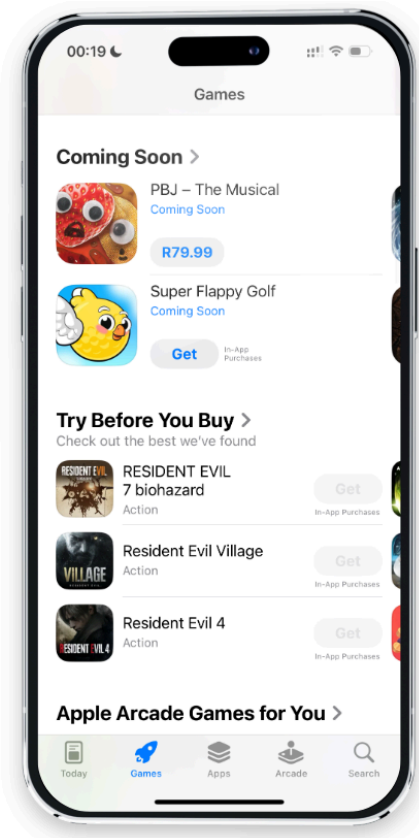 00:19
Games
Coming Soon >
PBJ – The Musical
Coming Soon
R79.99
Super Flappy Golf
Coming Soon
Get
In-App
Purchases
Try Before You Buy >
Check out the best we've found
RESIDENT EVIL
RESIDENT EVIL
7 biohazard
Action
Get
In-App Purchases
VILLAGE
Resident Evil Village
Action
Get
In-App Purchases
RESIDENT EVIL 4
Resident Evil 4
Action
Get
In-App Purchases
Apple Arcade Games for You >
Today
Games
Apps
Arcade
Search